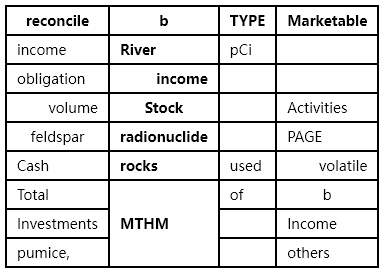 reconcile b TYPE Marketable
income River pCi
obligation income
volume Stock Activities
feldspar radionuclide PAGE
Cash rocks used volatile
Total MTHM of b
Investments Income
pumice, others